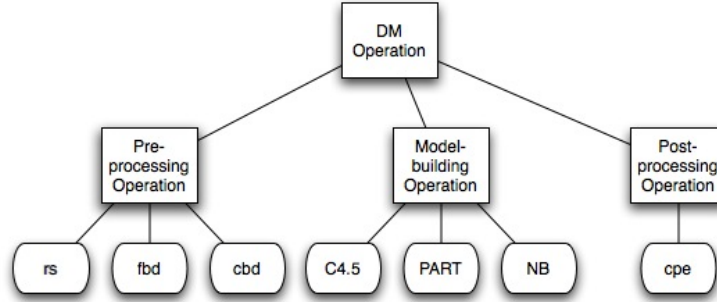 DM
Operation
Pre-
processing
Operation
Model-
building
Operation
Post-
processing
Operation
rs
fbd
cbd
C4.5
PART
NB
cpe